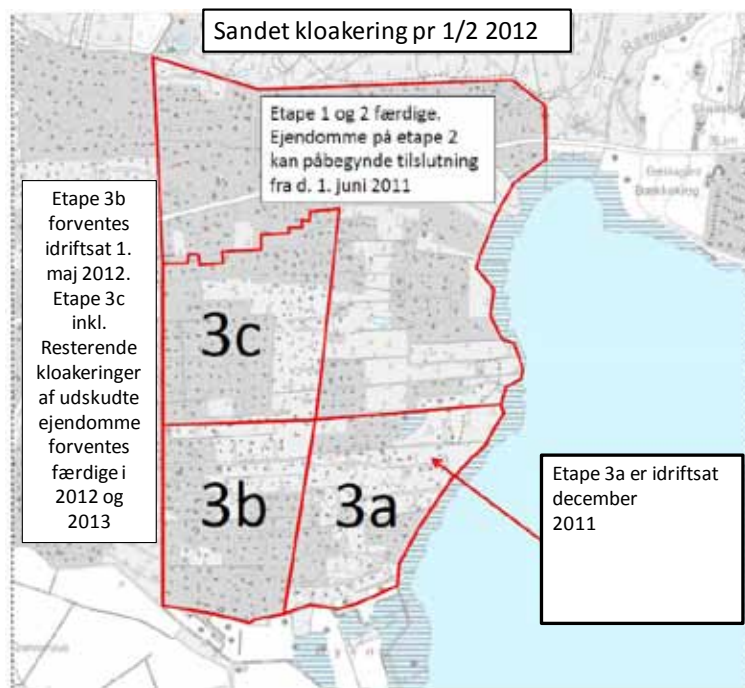 Sandet kloakering pr 1/2 2012
Etape 1 og 2 færdige.
Ejendomme på etape 2
kan påbegynde tilslutning
fra d. 1. juni 2011
Etape 3b
forventes
idriftsat 1.
maj 2012.
Etape 3c
inkl.
Resterende
kloakeringer
af udskudte
ejendomme
forventes
færdige i
2012 og
2013
3c
3b
3a
Etape 3a er idriftsat
december
2011